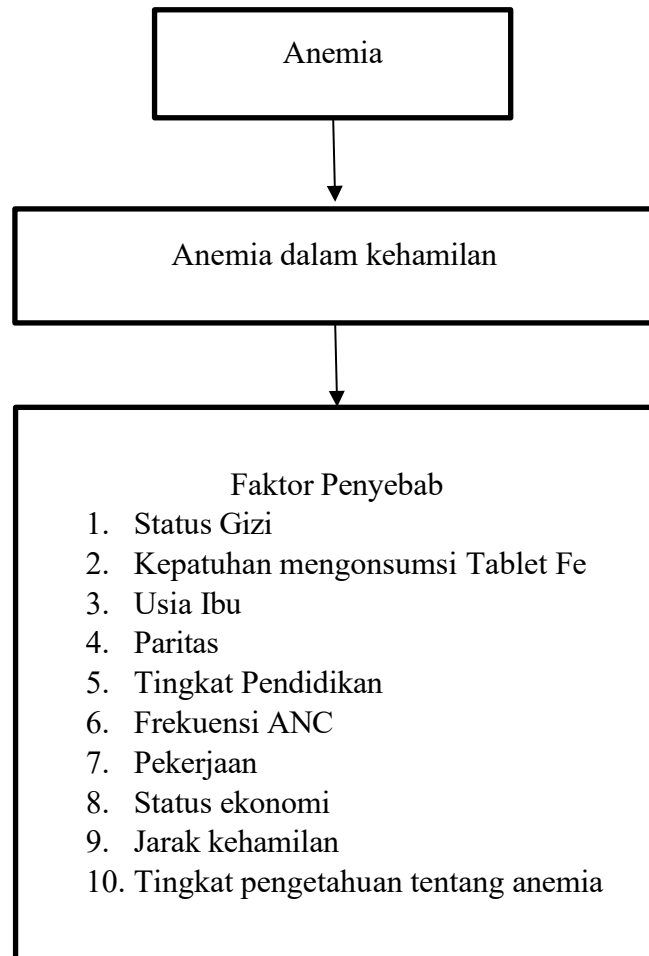 Anemia
Anemia dalam kehamilan
Faktor Penyebab
1. Status Gizi
2. Kepatuhan mengonsumsi Tablet Fe
3. Usia Ibu
4. Paritas
5. Tingkat Pendidikan
6. Frekuensi ANC
7. Pekerjaan
8. Status ekonomi
9. Jarak kehamilan
10. Tingkat pengetahuan tentang anemia